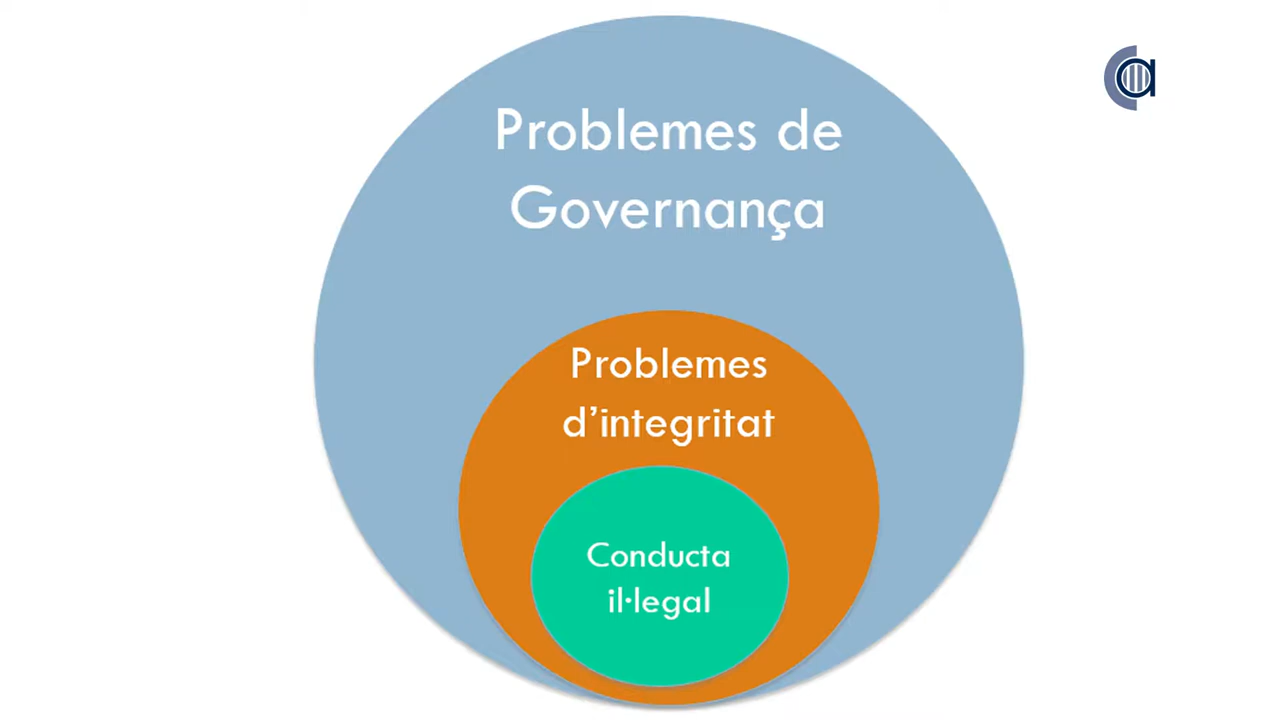 Problemes de
Governança
Problemes
d’integritat
Conducta
il·legal